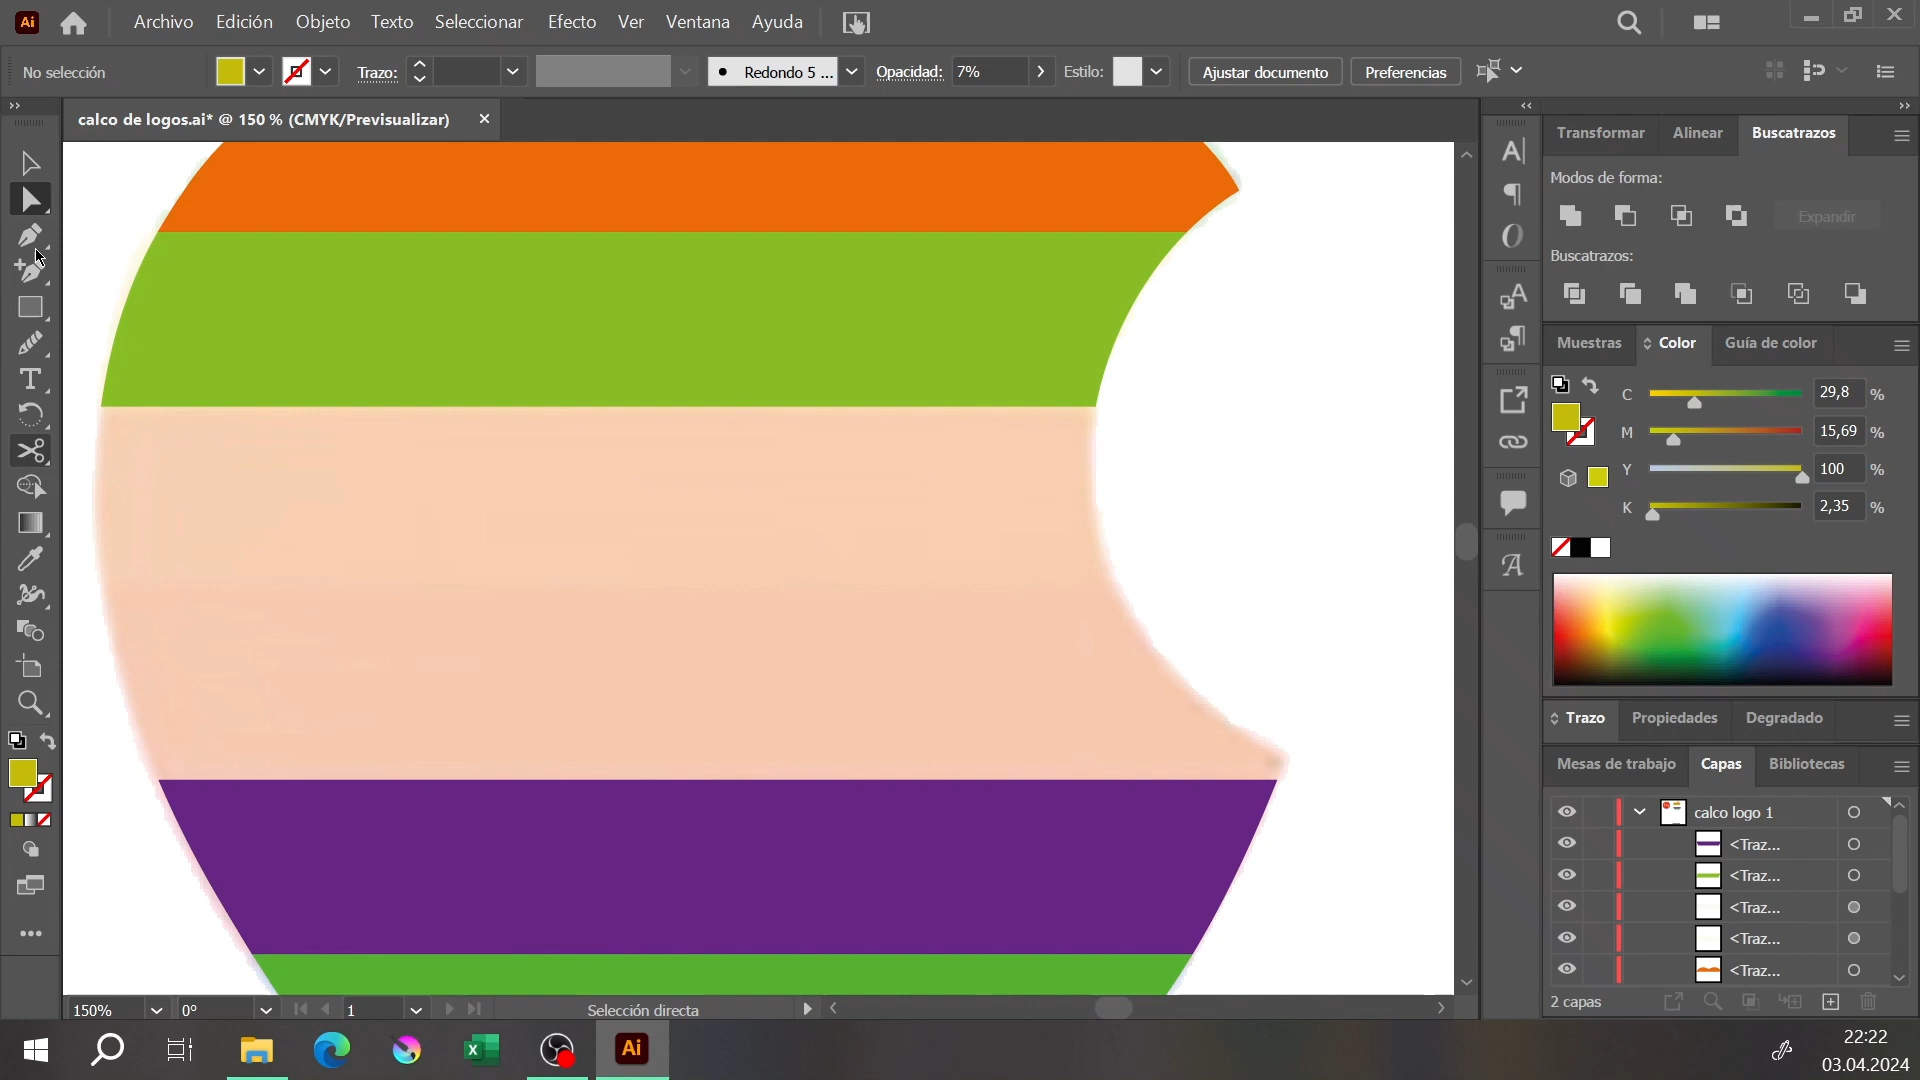 Ai Archivo Edición Objeto Texto Seleccionar Efecto Ver Ventana Ayuda
No selección Trazo: Redondo 5 ... Opacidad: 7% Estilo: Ajustar documento Preferencias
calco de logos.ai* @ 150 % (CMYK/Previsualizar)
Transformar Alinear Buscatrazos
Modos de forma:
Expandir
Buscatrazos:
Muestras Color Guía de color
C 29,8 %
M 15,69 %
Y 100 %
K 2,35 %
Trazo Propiedades Degradado
Mesas de trabajo Capas Bibliotecas
calco logo 1
<Traz...
<Traz...
<Traz...
<Traz...
<Traz...
2 capas
150% 0° 1 Selección directa
Ai
22:22
03.04.2024